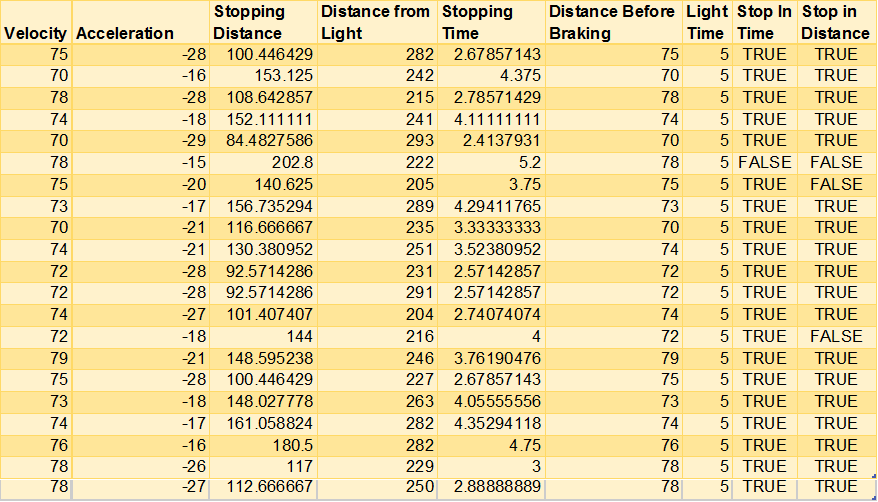 Stopping Distance from Stopping Distance Before Light Stop In Stop in
Velocity Acceleration Distance Light Time Braking Time Time Distance
75 -28 100.446429 282 2.67857143 75 5 TRUE TRUE
70 -16 153.125 242 4.375 70 5 TRUE TRUE
78 -28 108.642857 215 2.78571429 78 5 TRUE TRUE
74 -18 152.111111 241 4.11111111 74 5 TRUE TRUE
70 -29 84.4827586 293 2.4137931 70 5 TRUE TRUE
78 -15 202.8 222 5.2 78 5 FALSE FALSE
75 -20 140.625 205 3.75 75 5 TRUE FALSE
73 -17 156.735294 289 4.29411765 73 5 TRUE TRUE
70 -21 116.666667 235 3.33333333 70 5 TRUE TRUE
74 -21 130.380952 251 3.52380952 74 5 TRUE TRUE
72 -28 92.5714286 231 2.57142857 72 5 TRUE TRUE
72 -28 92.5714286 291 2.57142857 72 5 TRUE TRUE
74 -27 101.407407 204 2.74074074 74 5 TRUE TRUE
72 -18 144 216 4 72 5 TRUE FALSE
79 -21 148.595238 246 3.76190476 79 5 TRUE TRUE
75 -28 100.446429 227 2.67857143 75 5 TRUE TRUE
73 -18 148.027778 263 4.05555556 73 5 TRUE TRUE
74 -17 161.058824 282 4.35294118 74 5 TRUE TRUE
76 -16 180.5 282 4.75 76 5 TRUE TRUE
78 -26 117 229 3 78 5 TRUE TRUE
78 -27 112.666667 250 2.88888889 78 5 TRUE TRUE